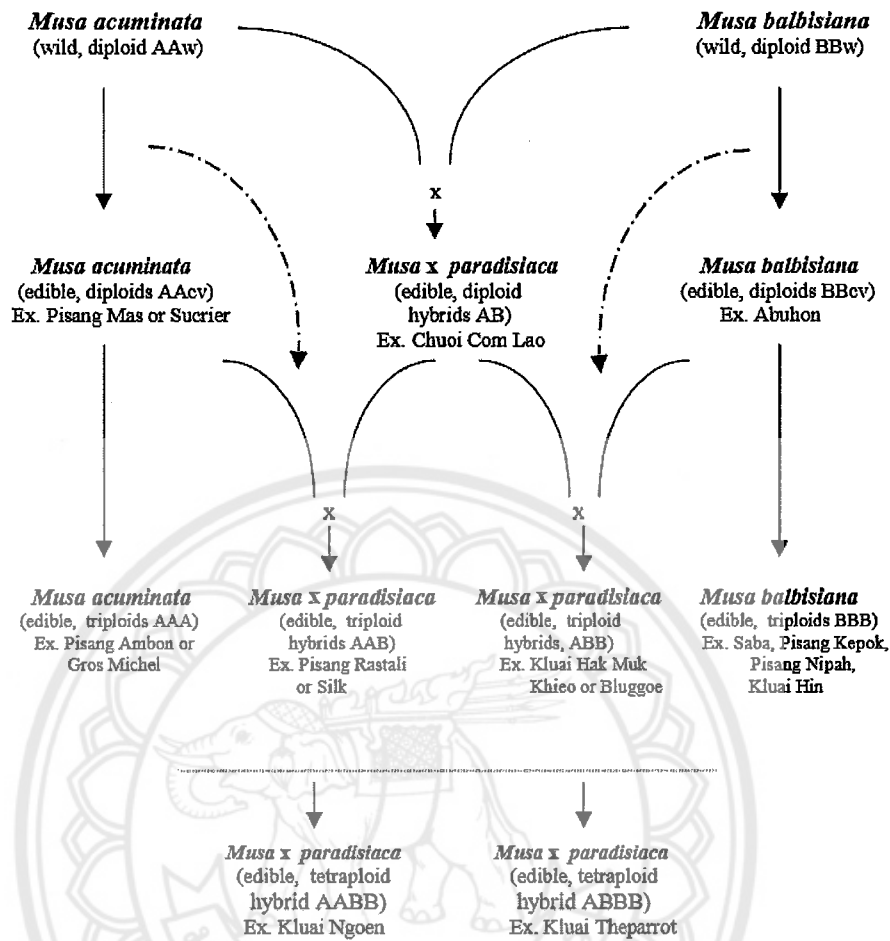 Musa acuminata
(wild, diploid AAw)
Musa balbisiana
(wild, diploid BBw)
x
Musa acuminata
(edible, diploids AAcv)
Ex. Pisang Mas or Sucrier
Musa x paradisiaca
(edible, diploid
hybrids AB)
Ex. Chuoi Com Lao
Musa balbisiana
(edible, diploids BBcv)
Ex. Abuhon
x
x
Musa acuminata
(edible, triploids AAA)
Ex. Pisang Ambon or
Gros Michel
Musa x paradisiaca
(edible, triploid
hybrids AAB)
Ex. Pisang Rastali
or Silk
Musa x paradisiaca
(edible, triploid
hybrids, ABB)
Ex. Kluai Hak Muk
Khieo or Bluggoe
Musa balbisiana
(edible, triploids BBB)
Ex. Saba, Pisang Kepok,
Pisang Nipah,
Kluai Hin
Musa x paradisiaca
(edible, tetraploid
hybrid AABB)
Ex. Kluai Ngoen
Musa x paradisiaca
(edible, tetraploid
hybrid ABBB)
Ex. Kluai Theparrot